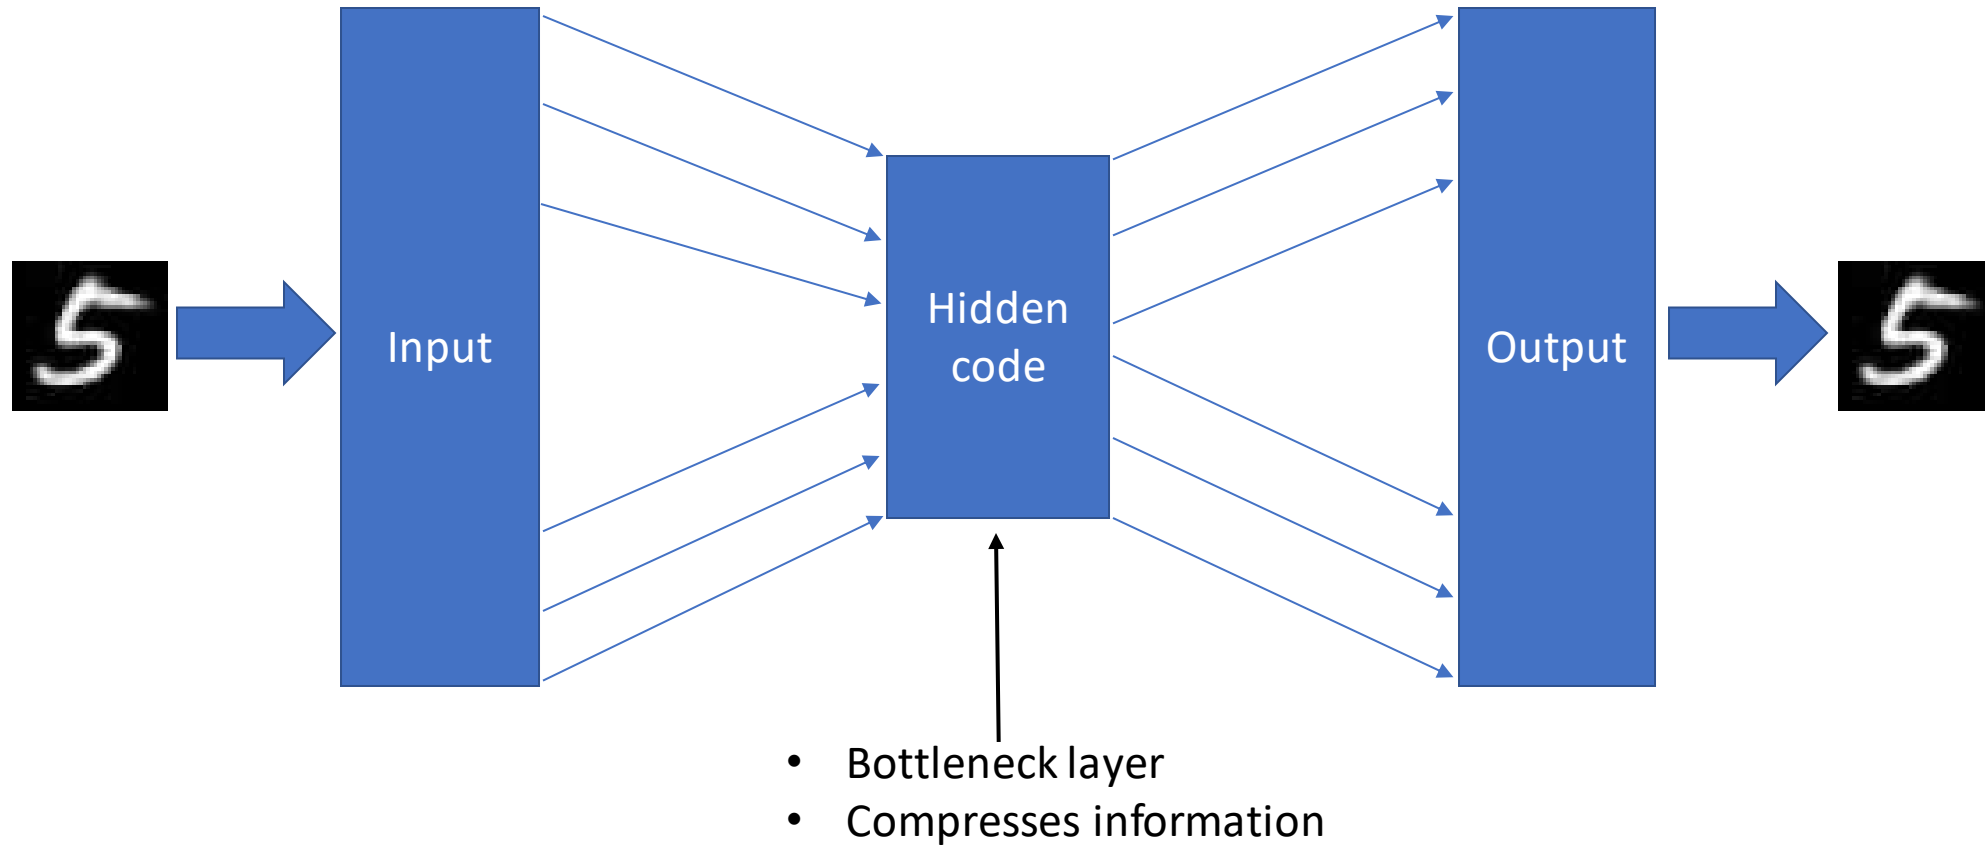 5
Input
Hidden
code
Output
5
• Bottleneck layer
• Compresses information